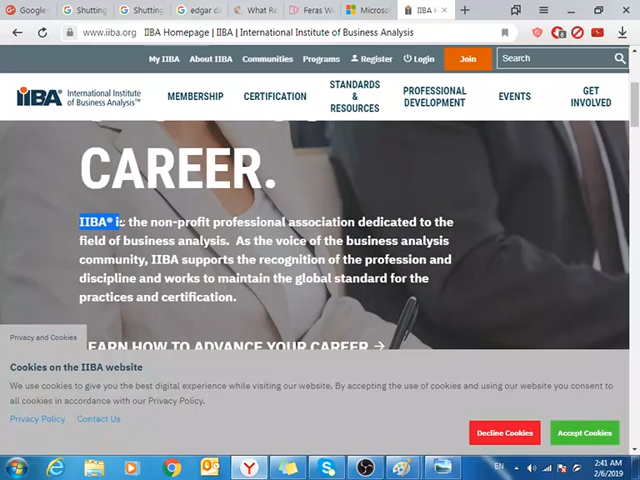 Google
Shutting
Shutting
edgar da
What Re
Feras We
Microso
IIBA H
www.iiba.org IIBA Homepage | IIBA | International Institute of Business Analysis
My IIBA About IIBA Communities Programs Register Login Join Search
IIBA® International Institute of Business Analysis™
MEMBERSHIP CERTIFICATION STANDARDS & RESOURCES PROFESSIONAL DEVELOPMENT EVENTS GET INVOLVED
CAREER.
IIBA® is the non-profit professional association dedicated to the
field of business analysis. As the voice of the business analysis
community, IIBA supports the recognition of the profession and
discipline and works to maintain the global standard for the
practices and certification.
LEARN HOW TO ADVANCE YOUR CAREER →
Privacy and Cookies
Cookies on the IIBA website
We use cookies to give you the best digital experience while visiting our website. By accepting the use of cookies and using our website you consent to
all cookies in accordance with our Privacy Policy.
Privacy Policy Contact Us
Decline Cookies Accept Cookies
EN 2:41 AM
2/6/2019